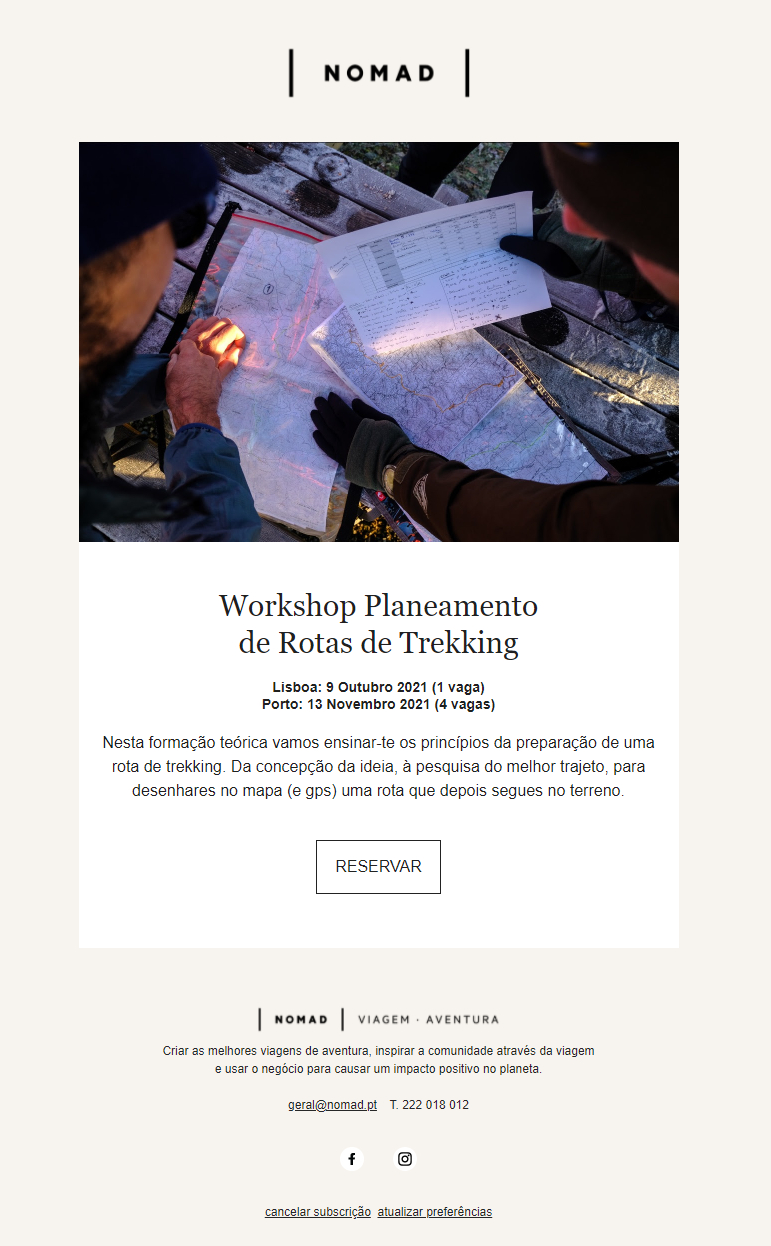 NOMAD
Workshop Planeamento
de Rotas de Trekking
Lisboa: 9 Outubro 2021 (1 vaga)
Porto: 13 Novembro 2021 (4 vagas)
Nesta formação teórica vamos ensinar-te os princípios da preparação de uma
rota de trekking. Da concepção da ideia, à pesquisa do melhor trajeto, para
desenhares no mapa (e gps) uma rota que depois segues no terreno.
RESERVAR
NOMAD VIAGEM · AVENTURA
Criar as melhores viagens de aventura, inspirar a comunidade através da viagem
e usar o negócio para causar um impacto positivo no planeta.
geral@nomad.pt T. 222 018 012
cancelar subscrição atualizar preferências